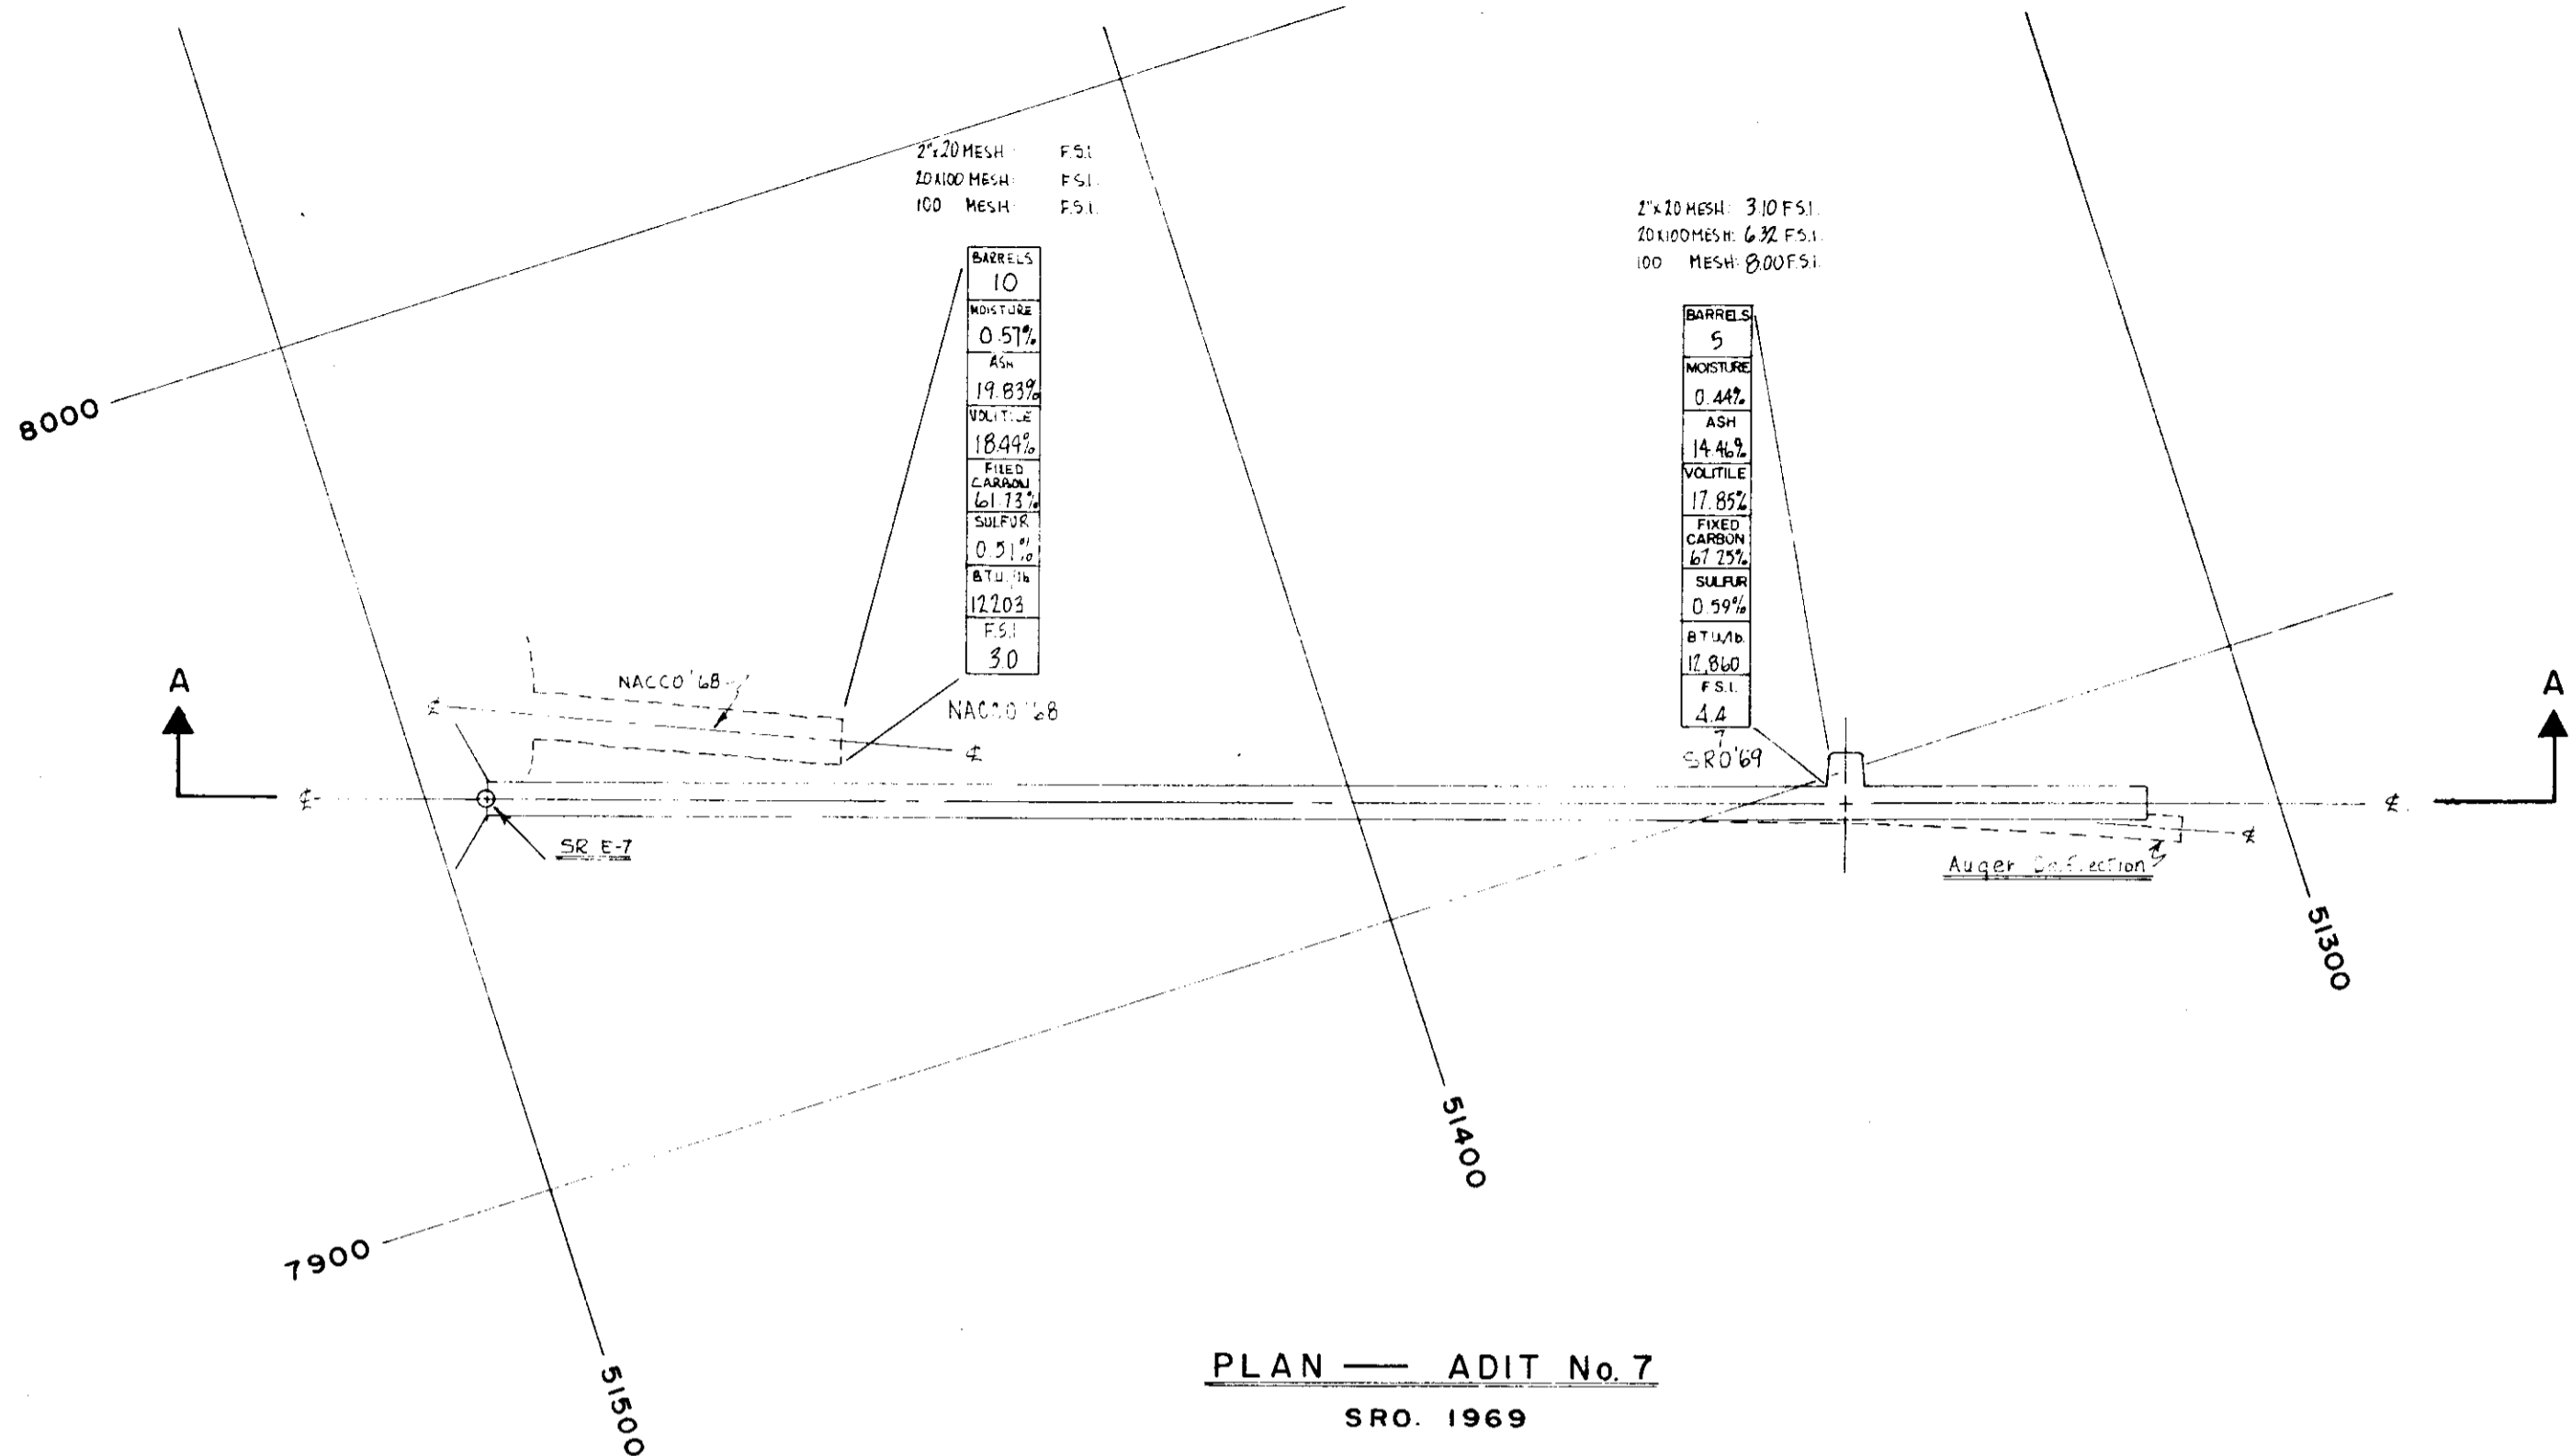 2"x20 MESH: F.S.I.
20X100 MESH: F.S.I.
100 MESH: F.S.I.
BARRELS
10
MOISTURE
0.57%
ASH
19.83%
VOLITILE
18.44%
FIXED
CARBON
61.73%
SULFUR
0.51%
B T U./lb
12203
F.S.I
3.0
NACCO '68
2"x20 MESH: 3.10 F.S.I.
20X100 MESH: 6.32 F.S.I.
100 MESH: 8.00 F.S.I.
BARRELS
5
MOISTURE
0.44%
ASH
14.46%
VOLITILE
17.85%
FIXED
CARBON
67.25%
SULFUR
0.59%
B T U/lb.
12,860
F.S.I.
4.4
SRO '69
8000
A
NACCO '68
℄
℄
℄
SR E-7
A
℄
℄
Auger Deflection
51300
51400
7900
51500
PLAN — ADIT No. 7
SRO. 1969